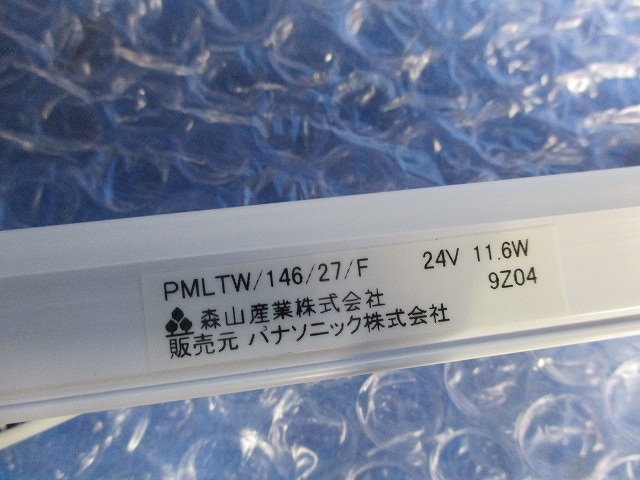 PMLTW/146/27/F 24V 11.6W
9Z04
森山産業株式会社
販売元 パナソニック株式会社